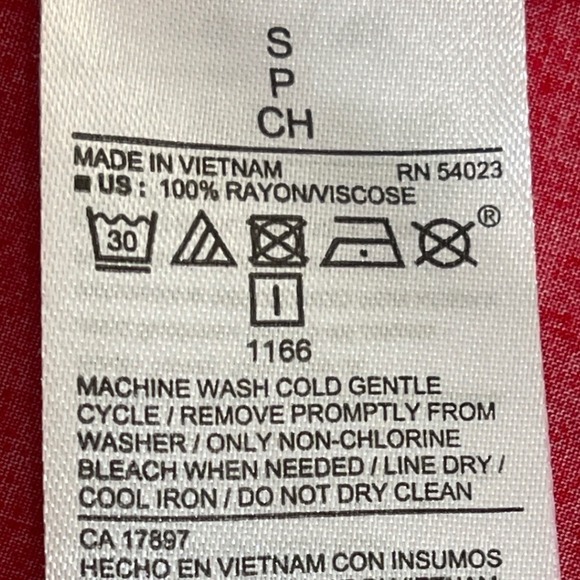 S
P
CH
MADE IN VIETNAM RN 54023
■ US : 100% RAYON/VISCOSE
30
®
1166
MACHINE WASH COLD GENTLE
CYCLE / REMOVE PROMPTLY FROM
WASHER / ONLY NON-CHLORINE
BLEACH WHEN NEEDED / LINE DRY /
COOL IRON / DO NOT DRY CLEAN
CA 17897
HECHO EN VIETNAM CON INSUMOS